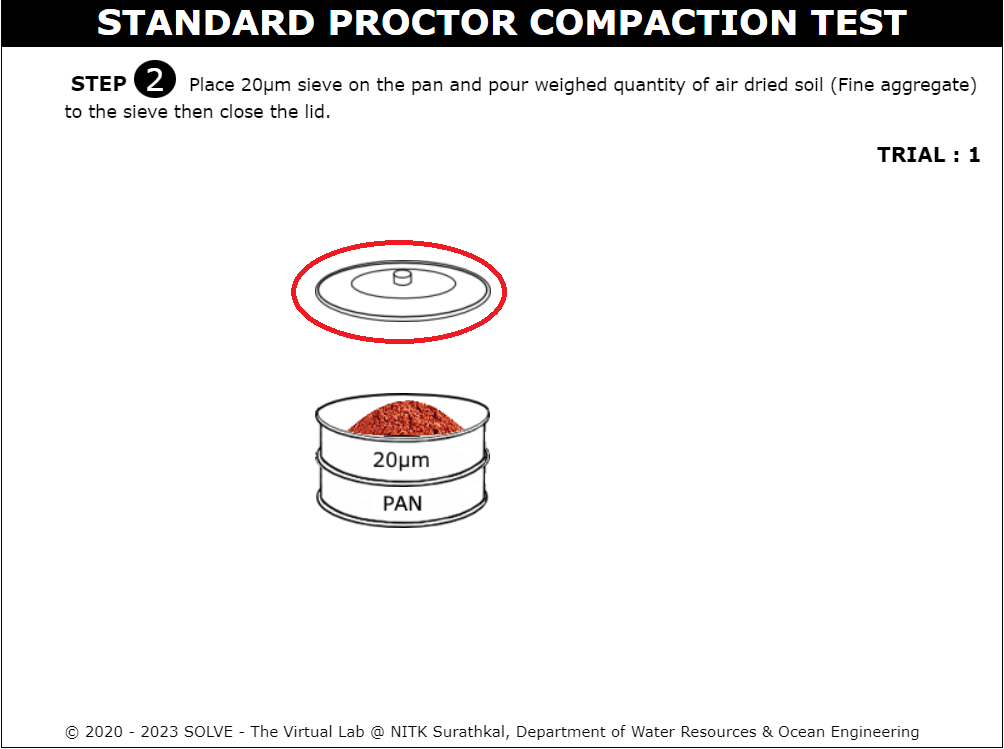 STANDARD PROCTOR COMPACTION TEST
STEP 2 Place 20μm sieve on the pan and pour weighed quantity of air dried soil (Fine aggregate)
to the sieve then close the lid.
TRIAL : 1
20μm
PAN
© 2020 - 2023 SOLVE - The Virtual Lab @ NITK Surathkal, Department of Water Resources & Ocean Engineering